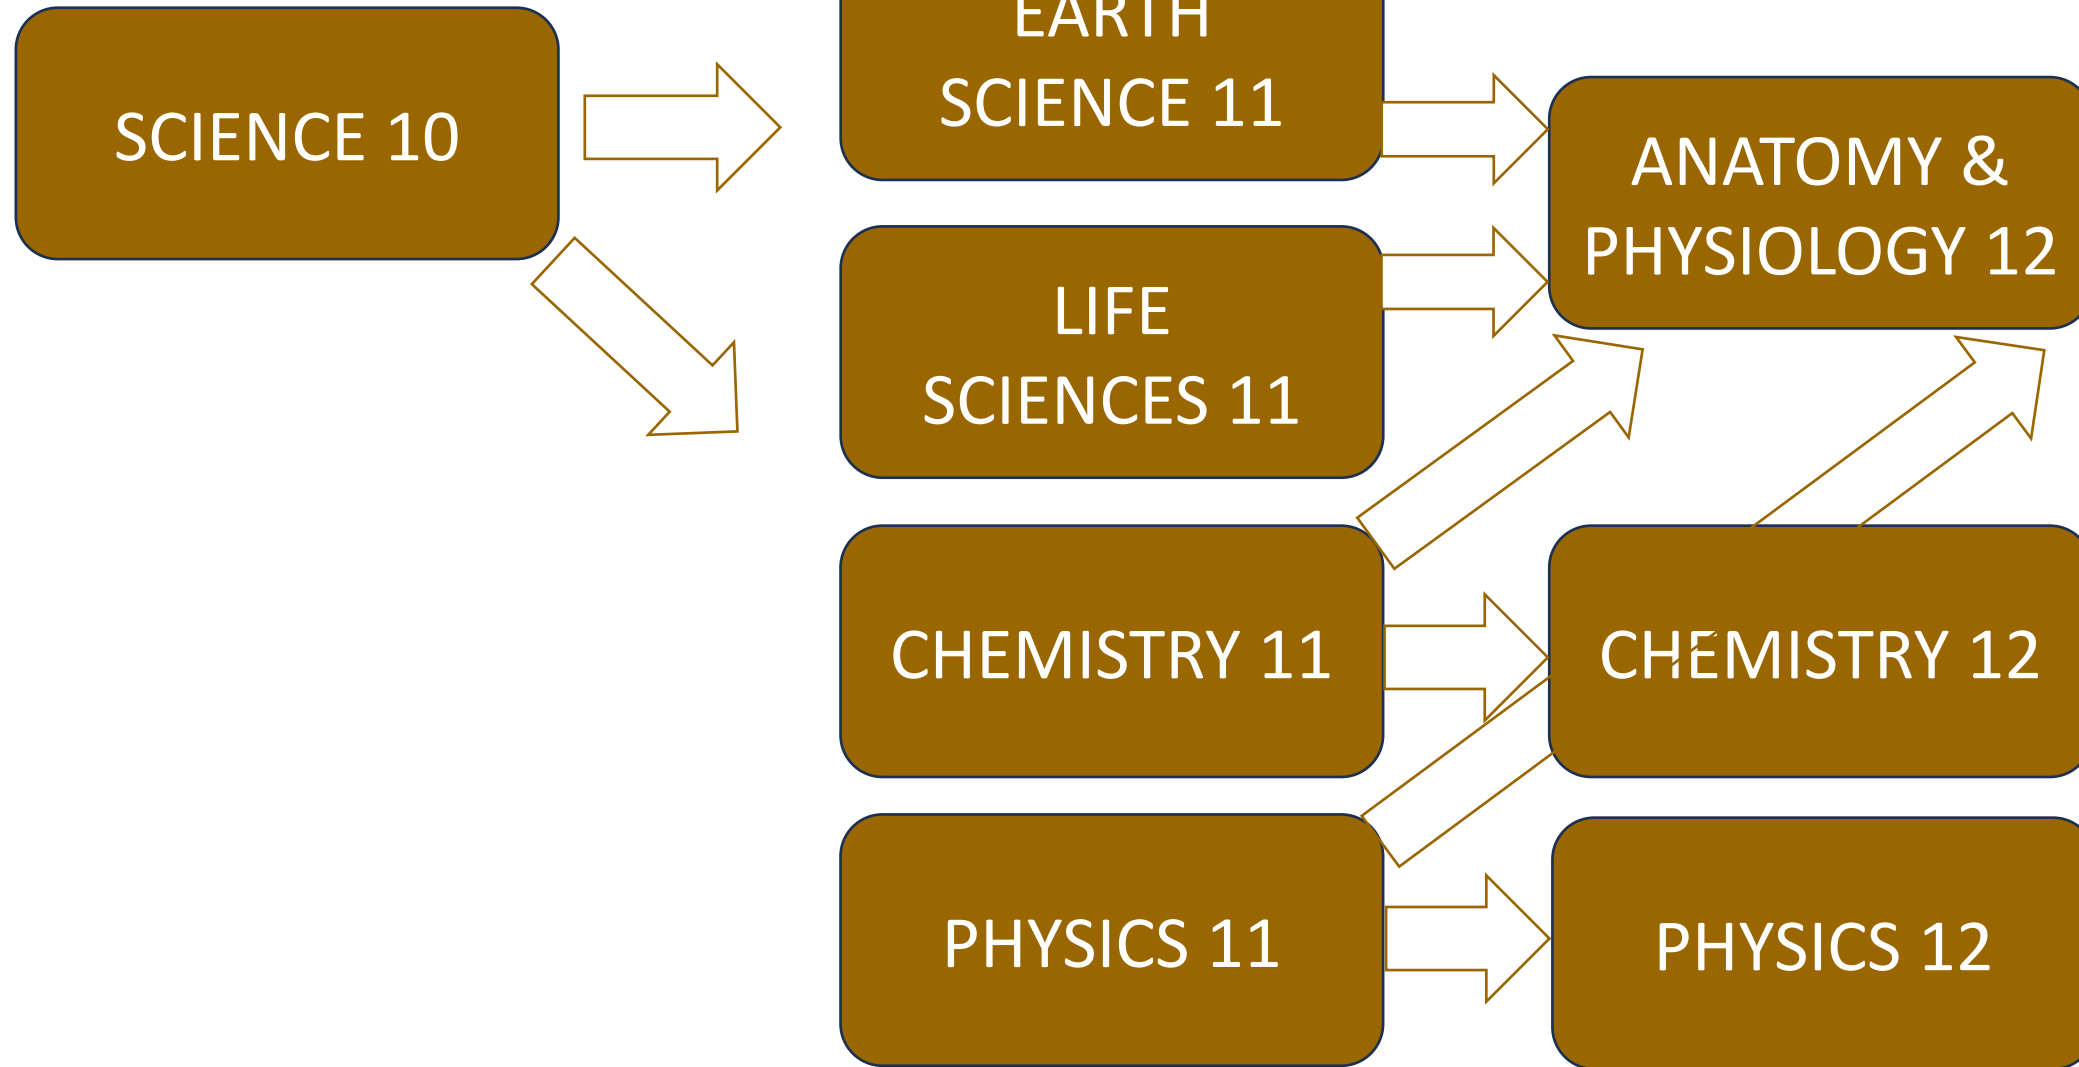 SCIENCE 10
EARTH
SCIENCE 11
ANATOMY &
PHYSIOLOGY 12
LIFE
SCIENCES 11
CHEMISTRY 11
CHEMISTRY 12
PHYSICS 11
PHYSICS 12